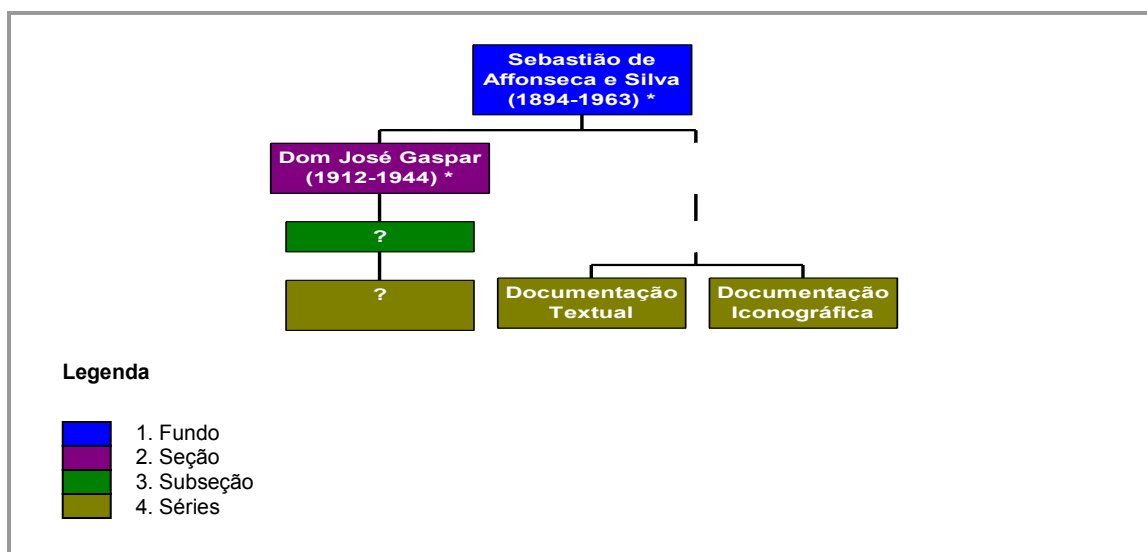 Sebastião de
Affonseca e Silva
(1894-1963) *
Dom José Gaspar
(1912-1944) *
?
?
Documentação
Textual
Documentação
Iconográfica
Legenda
1. Fundo
2. Seção
3. Subseção
4. Séries